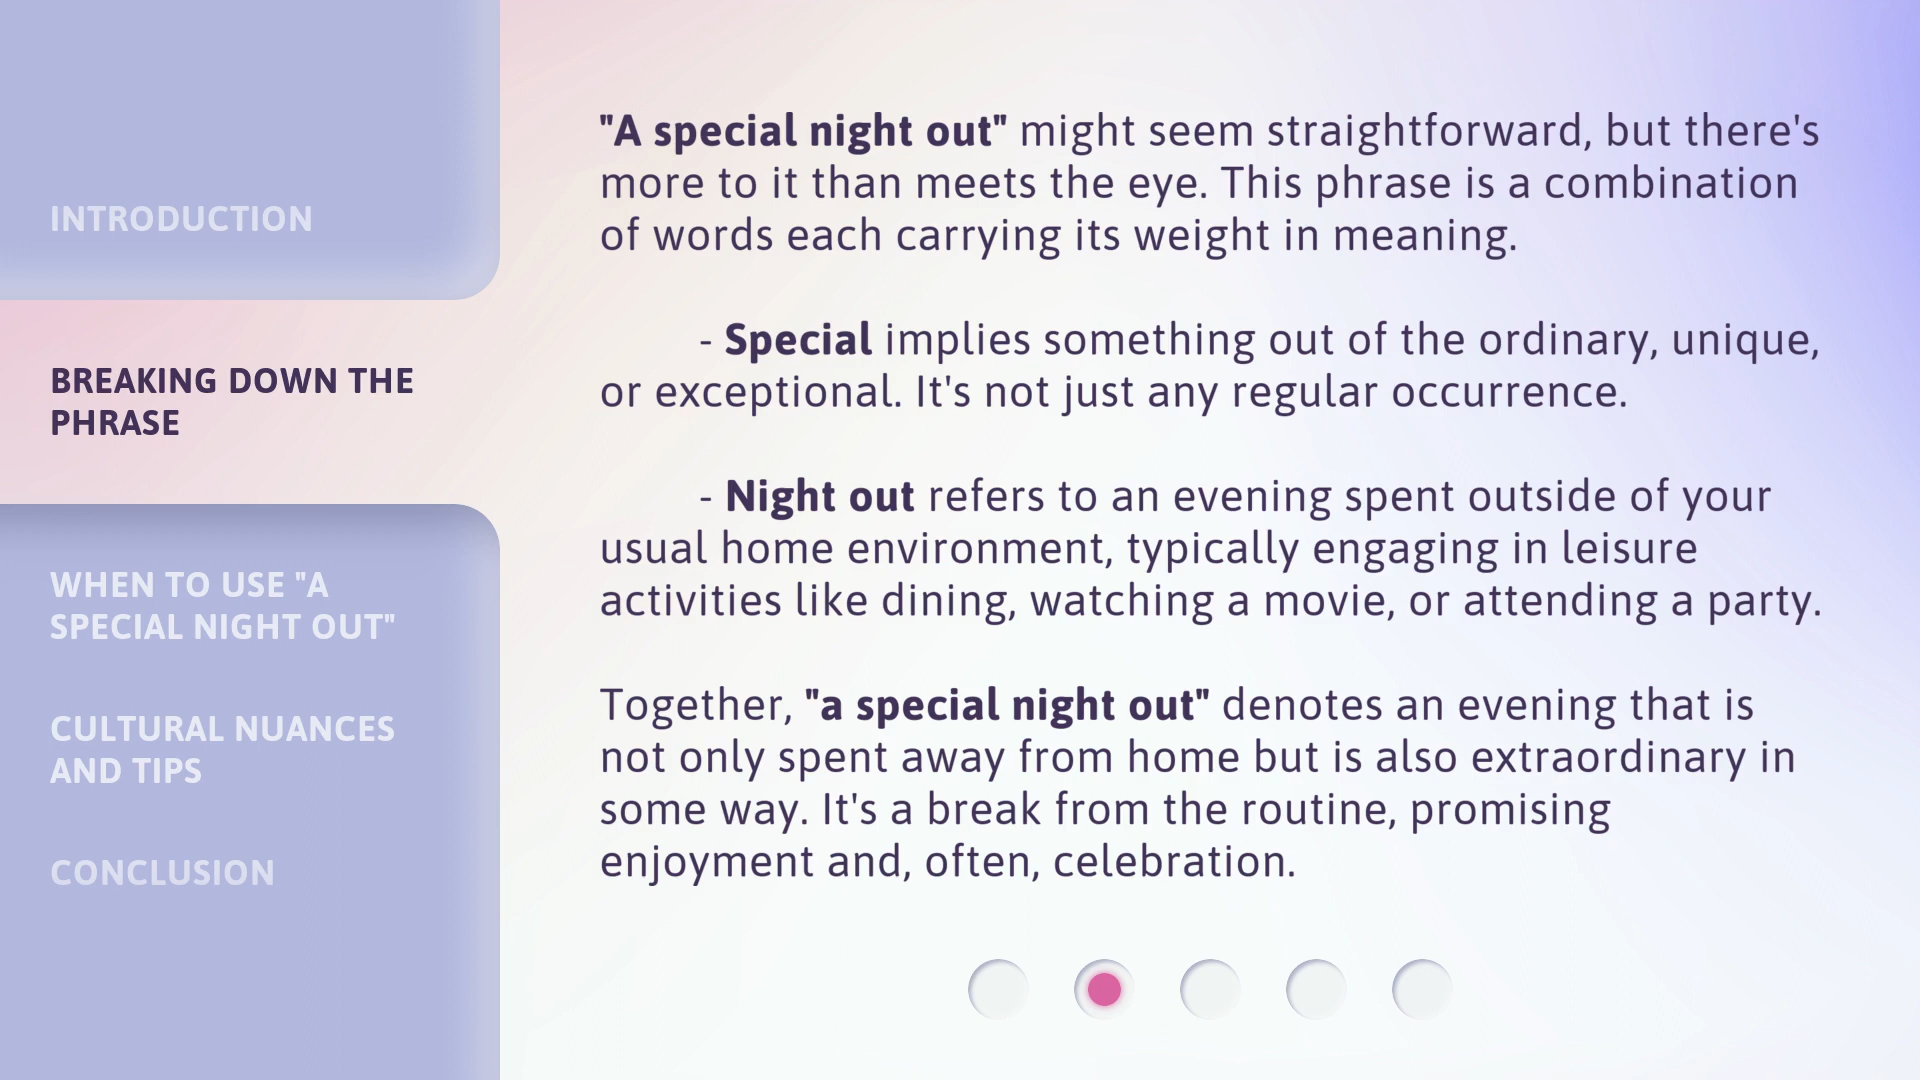 INTRODUCTION
BREAKING DOWN THE
PHRASE
WHEN TO USE "A
SPECIAL NIGHT OUT"
CULTURAL NUANCES
AND TIPS
CONCLUSION
"A special night out" might seem straightforward, but there's
more to it than meets the eye. This phrase is a combination
of words each carrying its weight in meaning.
- Special implies something out of the ordinary, unique,
or exceptional. It's not just any regular occurrence.
- Night out refers to an evening spent outside of your
usual home environment, typically engaging in leisure
activities like dining, watching a movie, or attending a party.
Together, "a special night out" denotes an evening that is
not only spent away from home but is also extraordinary in
some way. It's a break from the routine, promising
enjoyment and, often, celebration.